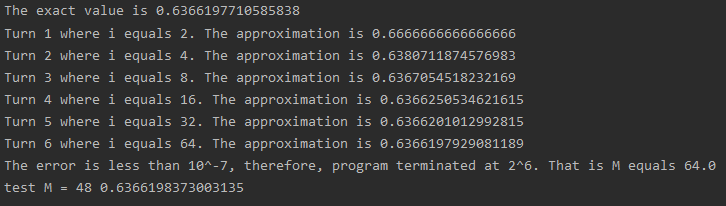 The exact value is 0.6366197710585838
Turn 1 where i equals 2. The approximation is 0.6666666666666666
Turn 2 where i equals 4. The approximation is 0.6380711874576983
Turn 3 where i equals 8. The approximation is 0.6367054518232169
Turn 4 where i equals 16. The approximation is 0.6366250534621615
Turn 5 where i equals 32. The approximation is 0.6366201012992815
Turn 6 where i equals 64. The approximation is 0.6366197929081189
The error is less than 10^-7, therefore, program terminated at 2^6. That is M equals 64.0
test M = 48 0.6366198373003135